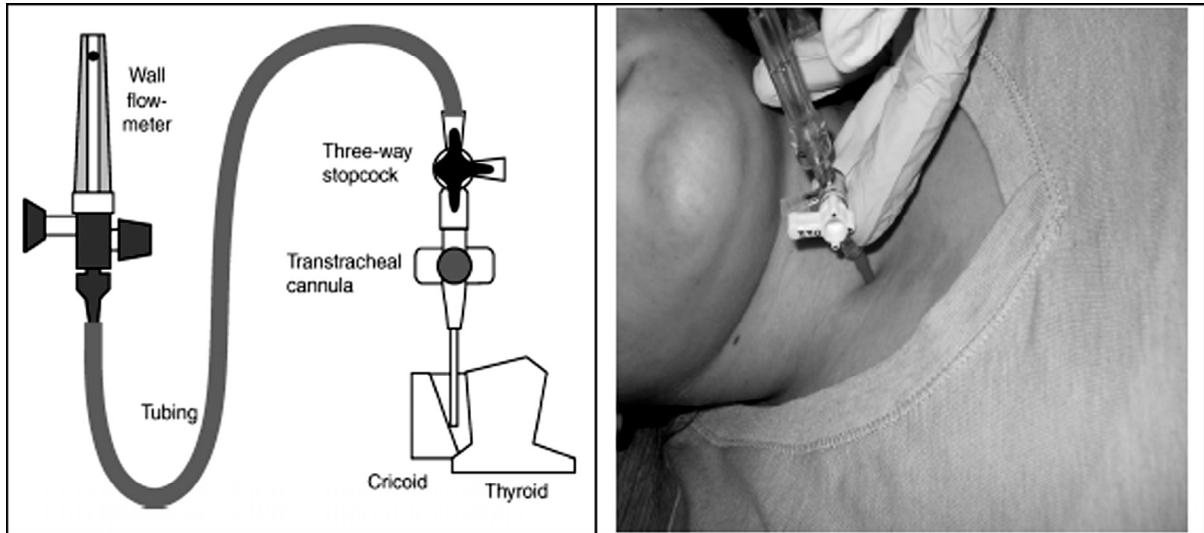 Wall
flow-
meter
Three-way
stopcock
Transtracheal
cannula
Tubing
Cricoid
Thyroid